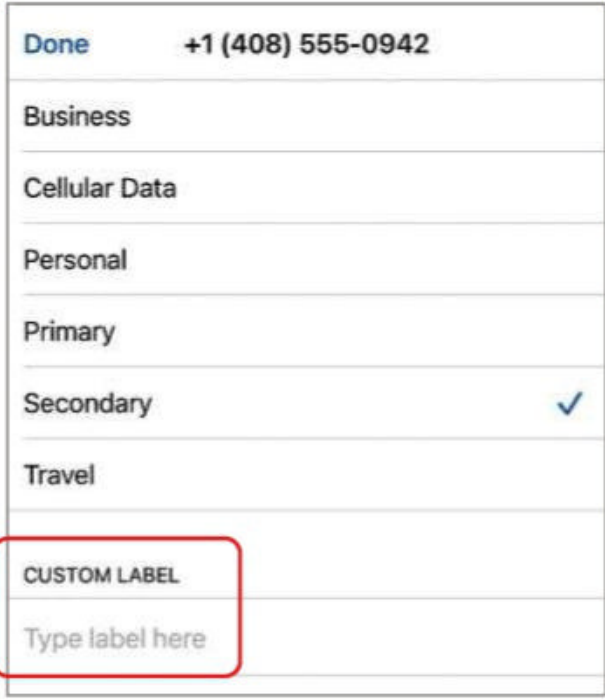 Done +1 (408) 555-0942
Business
Cellular Data
Personal
Primary
Secondary
Travel
CUSTOM LABEL
Type label here